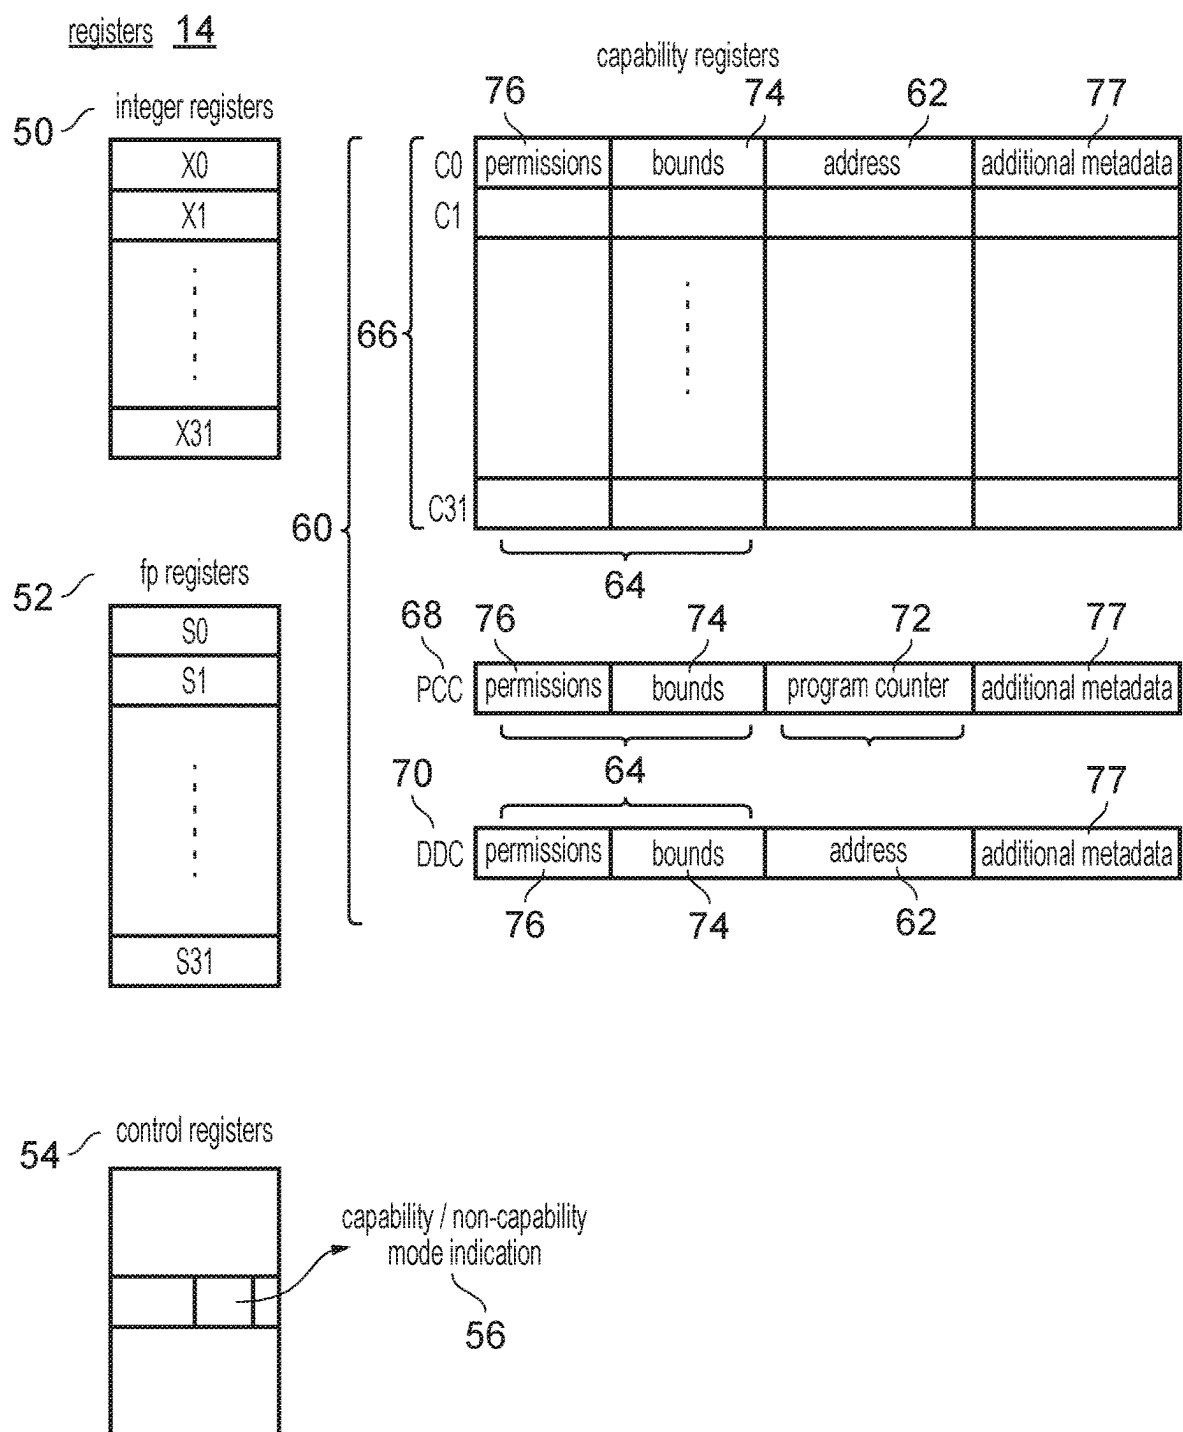 registers 14
capability registers
integer registers
50
X0
X1
X31
76 74 62 77
C0 permissions bounds address additional metadata
C1
66
C31
60
64
fp registers
52
S0
S1
S31
68 76 74 72 77
PCC permissions bounds program counter additional metadata
64
70 77
DDC permissions bounds address additional metadata
76 74 62
control registers
54
capability / non-capability
mode indication
56